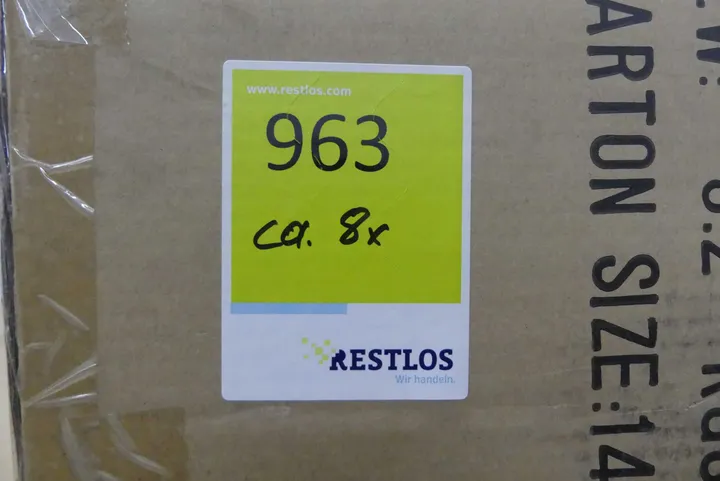 www.restlos.com
963
ca. 8x
RESTLOS
Wir handeln.
ARTON SIZE:14